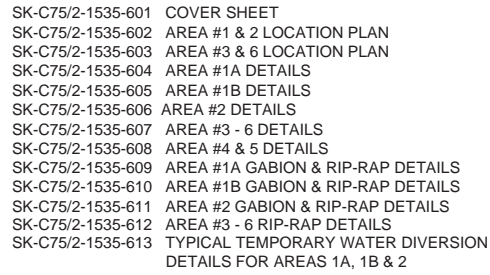 SK-C75/2-1535-601 COVER SHEET
SK-C75/2-1535-602 AREA #1 & 2 LOCATION PLAN
SK-C75/2-1535-603 AREA #3 & 6 LOCATION PLAN
SK-C75/2-1535-604 AREA #1A DETAILS
SK-C75/2-1535-605 AREA #1B DETAILS
SK-C75/2-1535-606 AREA #2 DETAILS
SK-C75/2-1535-607 AREA #3 - 6 DETAILS
SK-C75/2-1535-608 AREA #4 & 5 DETAILS
SK-C75/2-1535-609 AREA #1A GABION & RIP-RAP DETAILS
SK-C75/2-1535-610 AREA #1B GABION & RIP-RAP DETAILS
SK-C75/2-1535-611 AREA #2 GABION & RIP-RAP DETAILS
SK-C75/2-1535-612 AREA #3 - 6 RIP-RAP DETAILS
SK-C75/2-1535-613 TYPICAL TEMPORARY WATER DIVERSION
DETAILS FOR AREAS 1A, 1B & 2